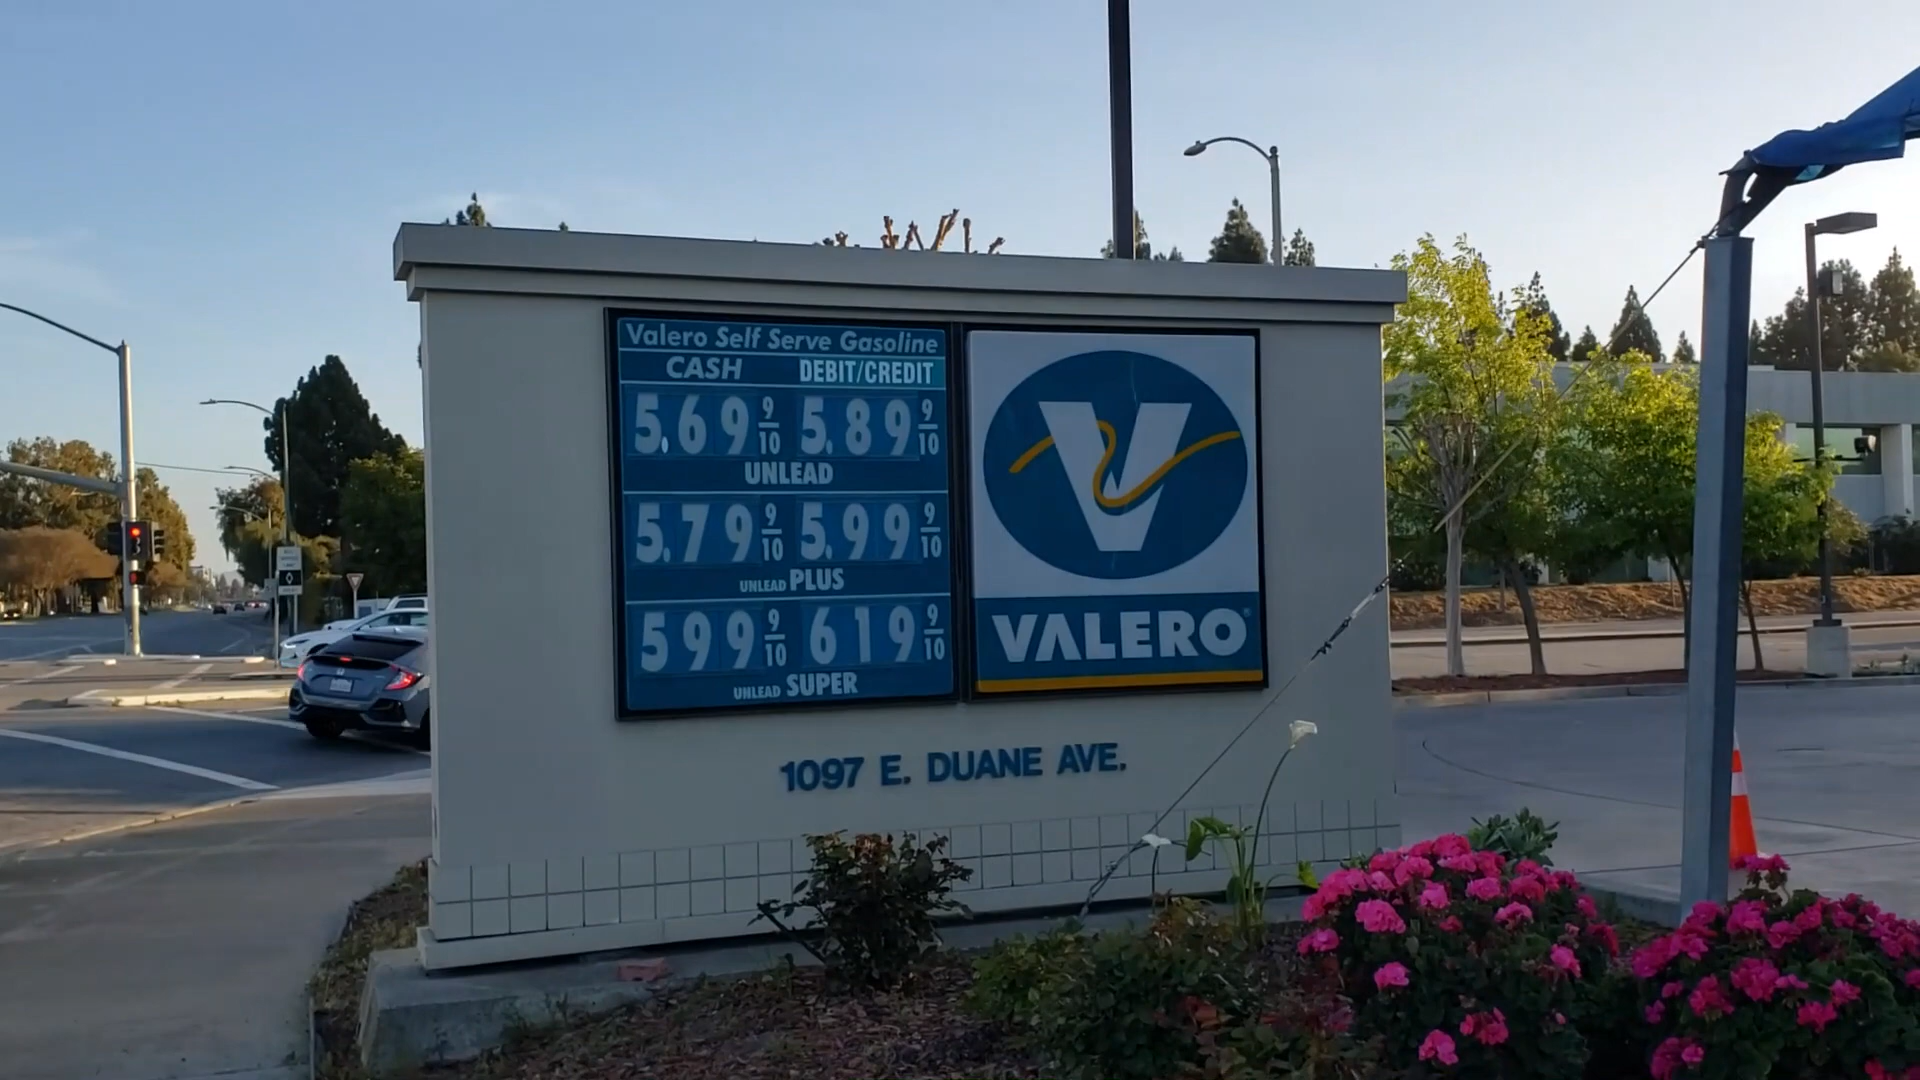 Valero Self Serve Gasoline
CASH DEBIT/CREDIT
5.69 9/10 5.89 9/10
UNLEAD
5.79 9/10 5.99 9/10
UNLEAD PLUS
599 9/10 619 9/10
UNLEAD SUPER
VALERO®
1097 E. DUANE AVE.